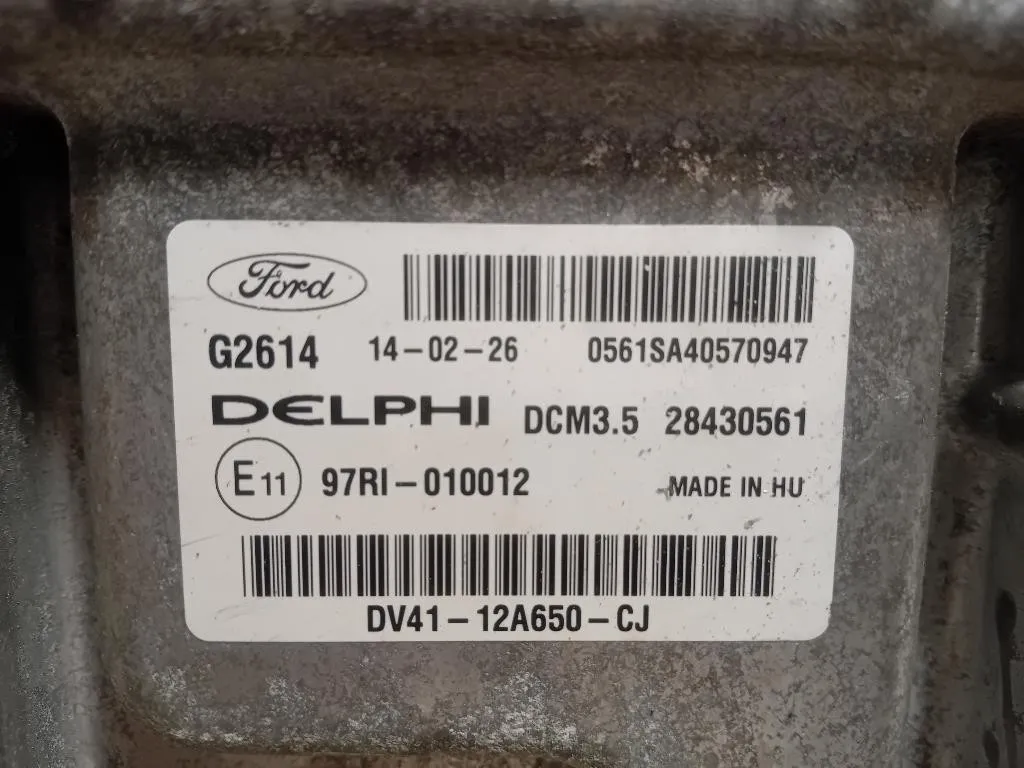 Ford
G2614 14-02-26 0561SA40570947
DELPHI DCM3.5 28430561
E11 97RI-010012 MADE IN HU
DV41-12A650-CJ